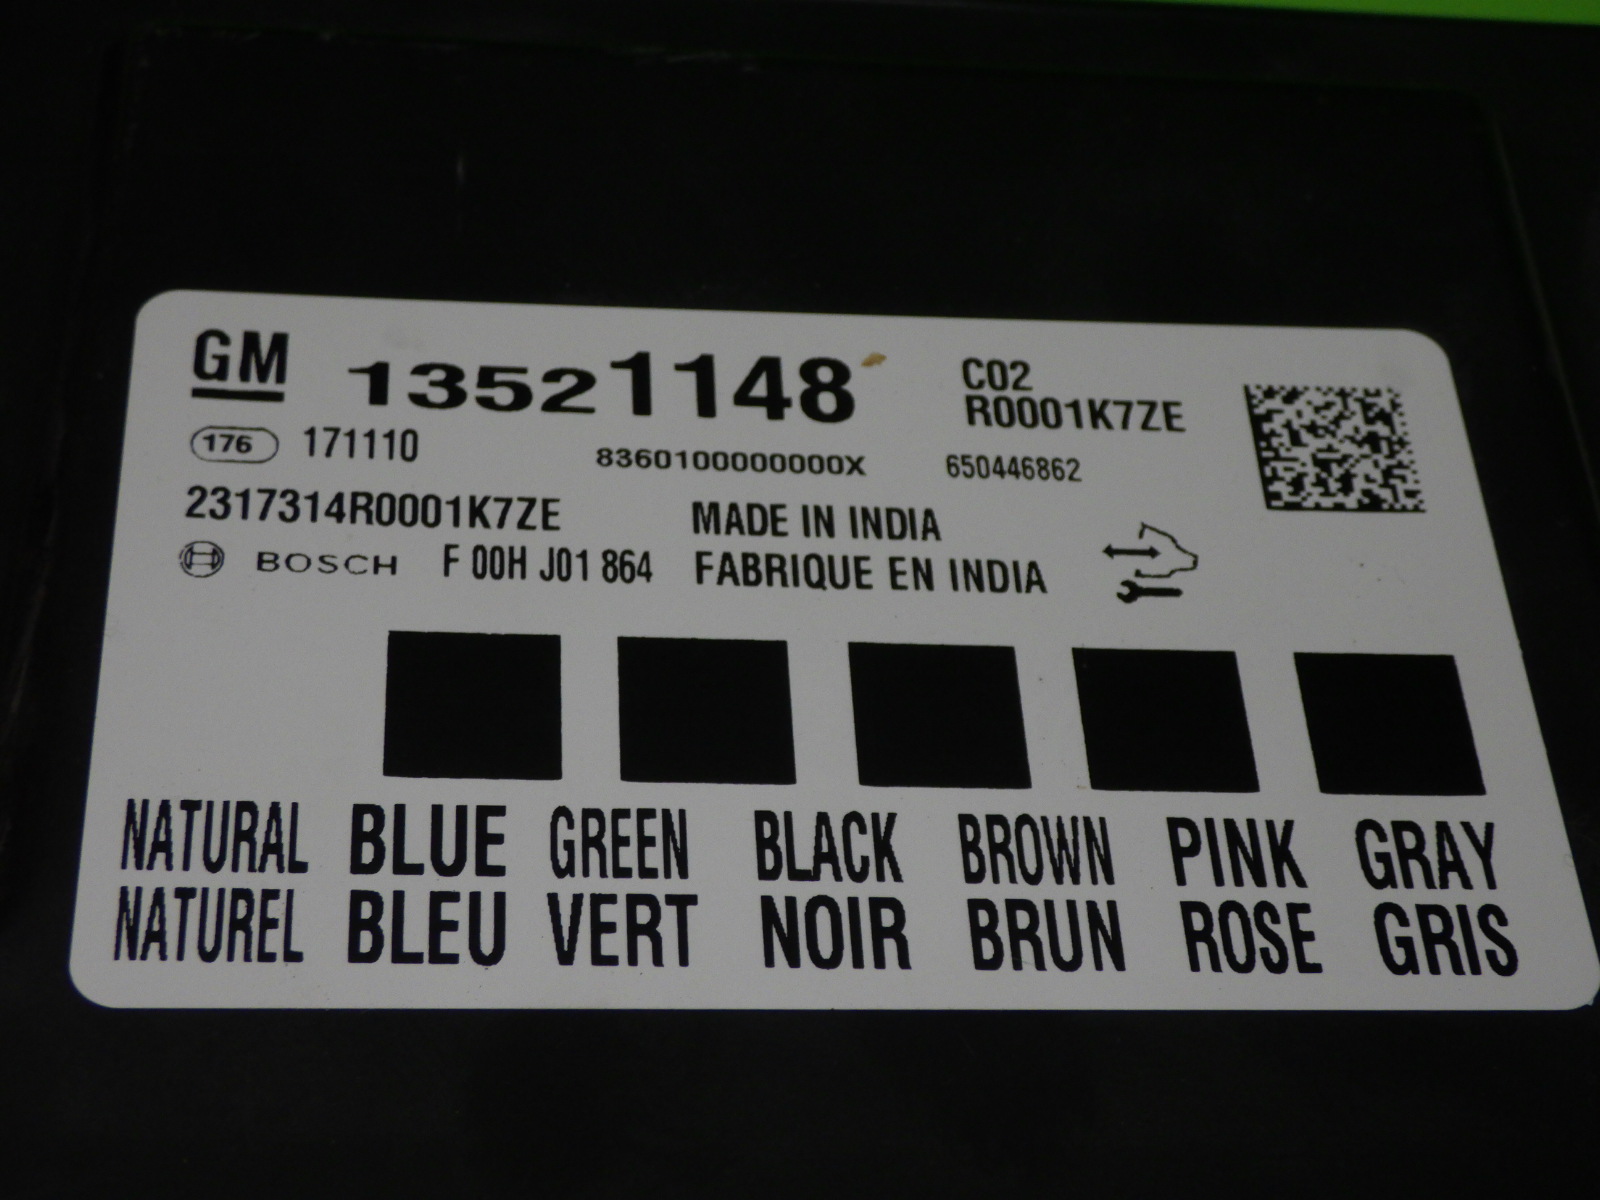 GM 13521148 C02
R0001K7ZE
176 171110 8360100000000X 650446862
2317314R0001K7ZE MADE IN INDIA
BOSCH F 00H J01 864 FABRIQUE EN INDIA
NATURAL BLUE GREEN BLACK BROWN PINK GRAY
NATUREL BLEU VERT NOIR BRUN ROSE GRIS